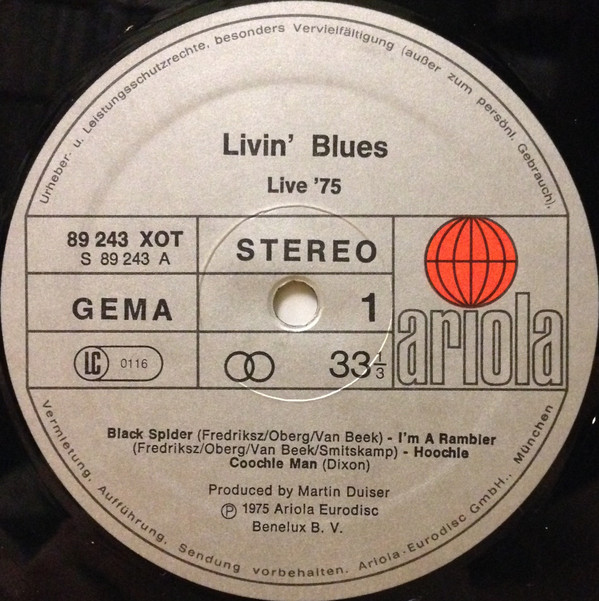 Urheber- u. Leistungsschutzrechte, besonders Vervielfältigung (außer zum persönl. Gebrauch),
Livin' Blues
Live '75
89 243 XOT
S 89 243 A
STEREO
GEMA
1
ariola
LC 0116
33 1/3
Black Spider (Fredriksz/Oberg/Van Beek) - I'm A Rambler
(Fredriksz/Oberg/Van Beek/Smitskamp) - Hoochie
Coochie Man (Dixon)
Produced by Martin Duiser
Ⓟ 1975 Ariola Eurodisc
Benelux B. V.
Vermietung, Aufführung, Sendung vorbehalten. Ariola-Eurodisc GmbH., München